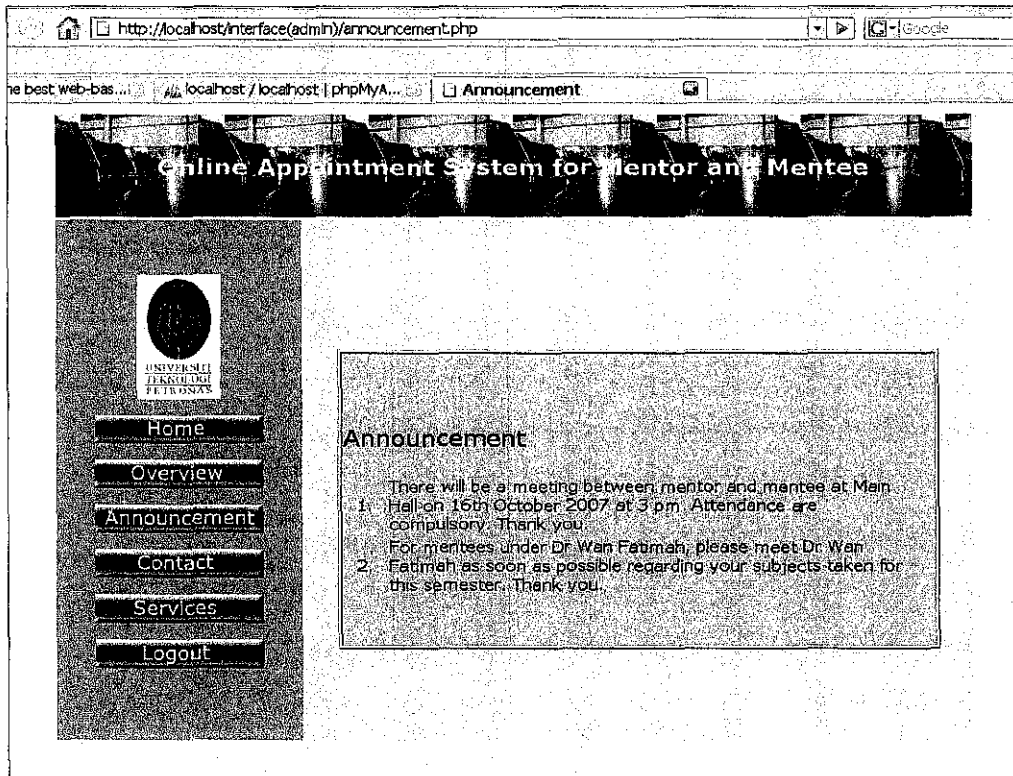 http://localhost/interface(admin)/announcement.php
Google
he best web-bas...
localhost / localhost | phpMyA...
Announcement
Online Appointment System for Mentor and Mentee
UNIVERSITI
TEKNOLOGI
PETRONAS
Home
Overview
Announcement
Contact
Services
Logout
Announcement
There will be a meeting between mentor and mentee at Main
1. Hall on 16th October 2007 at 3 pm. Attendance are
compulsory. Thank you.
For mentees under Dr Wan Fatimah, please meet Dr. Wan
2. Fatimah as soon as possible regarding your subjects taken for
this semester. Thank you.